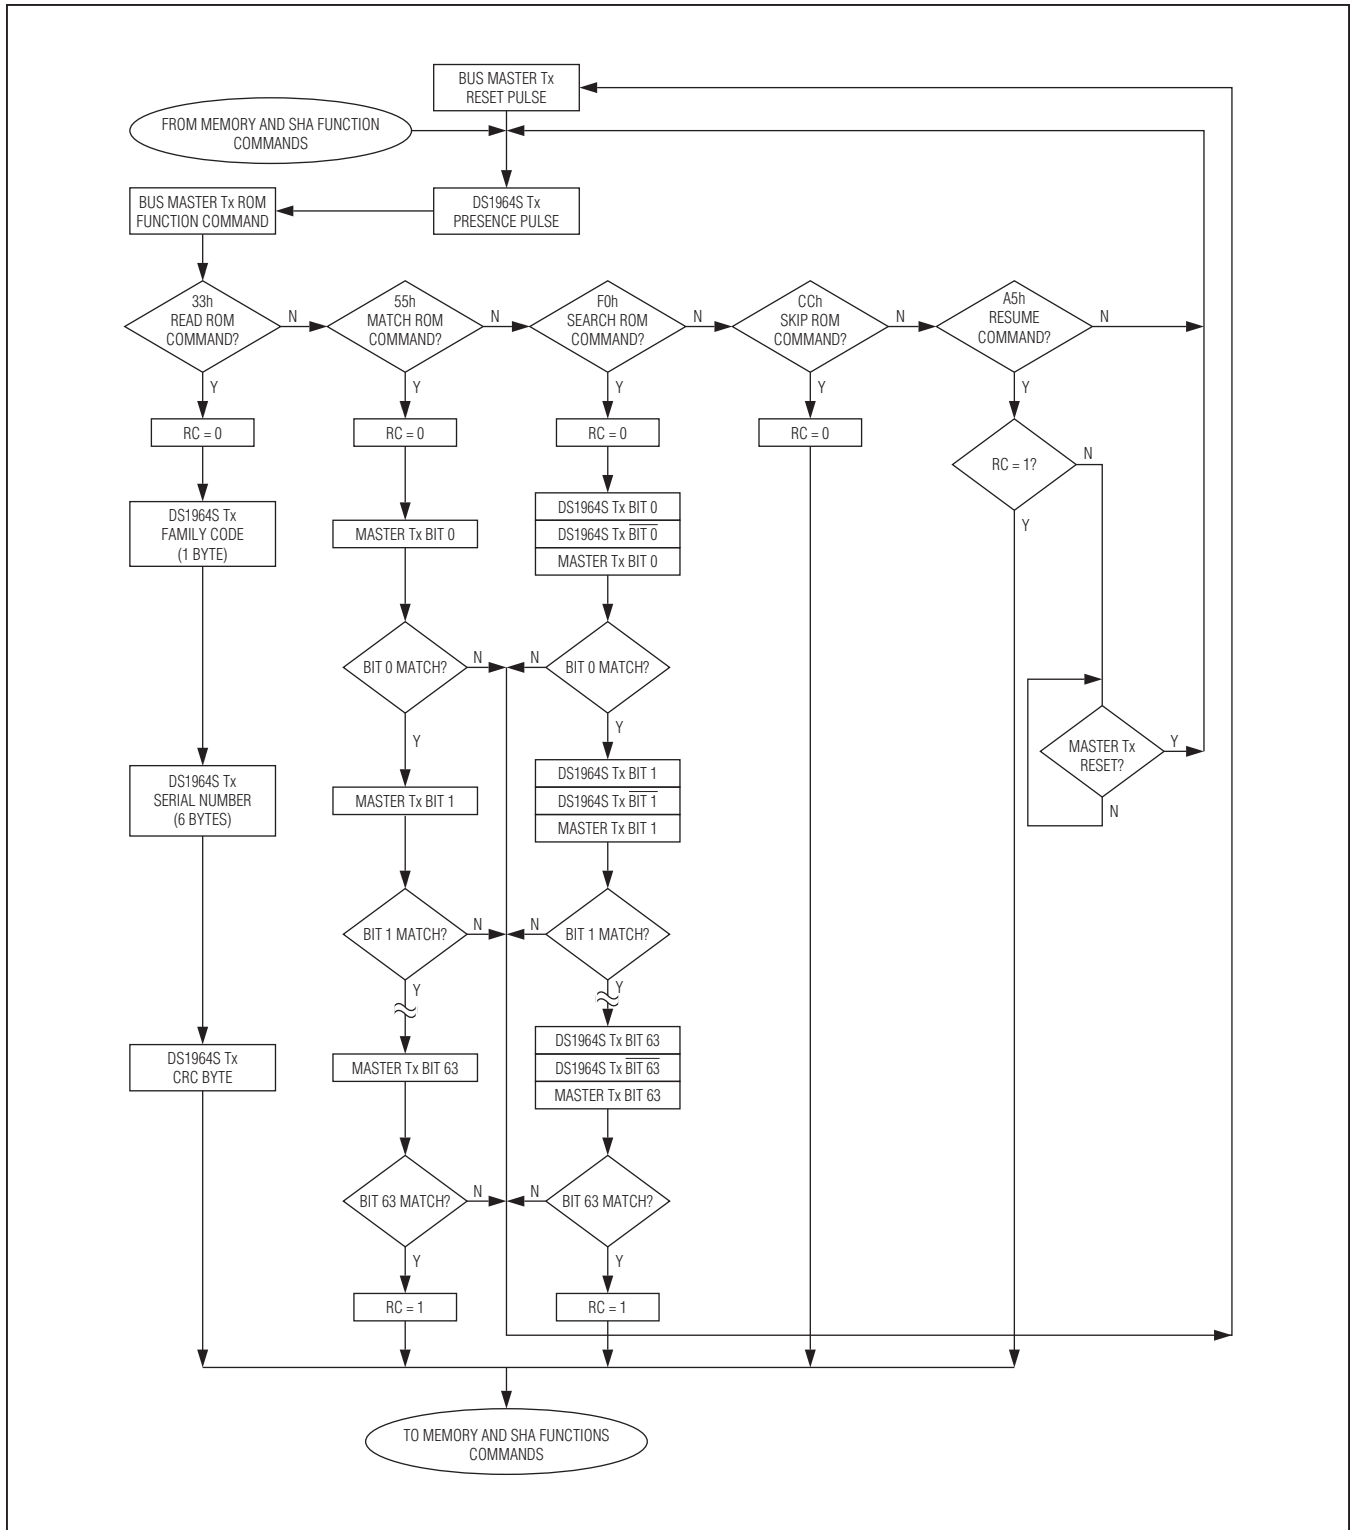 BUS MASTER Tx
RESET PULSE
FROM MEMORY AND SHA FUNCTION
COMMANDS
BUS MASTER Tx ROM
FUNCTION COMMAND
DS1964S Tx
PRESENCE PULSE
33h
READ ROM
COMMAND?
N
55h
MATCH ROM
COMMAND?
N
F0h
SEARCH ROM
COMMAND?
N
CCh
SKIP ROM
COMMAND?
N
A5h
RESUME
COMMAND?
N
Y
Y
Y
Y
Y
RC = 0
RC = 0
RC = 0
RC = 0
RC = 1?
N
Y
DS1964S Tx
FAMILY CODE
(1 BYTE)
MASTER Tx BIT 0
DS1964S Tx BIT 0
DS1964S Tx BIT 0
MASTER Tx BIT 0
BIT 0 MATCH?
N
N
BIT 0 MATCH?
Y
Y
MASTER Tx
RESET?
Y
N
DS1964S Tx
SERIAL NUMBER
(6 BYTES)
MASTER Tx BIT 1
DS1964S Tx BIT 1
DS1964S Tx BIT 1
MASTER Tx BIT 1
BIT 1 MATCH?
N
N
BIT 1 MATCH?
Y
Y
DS1964S Tx
CRC BYTE
MASTER Tx BIT 63
DS1964S Tx BIT 63
DS1964S Tx BIT 63
MASTER Tx BIT 63
BIT 63 MATCH?
N
N
BIT 63 MATCH?
Y
Y
RC = 1
RC = 1
TO MEMORY AND SHA FUNCTIONS
COMMANDS